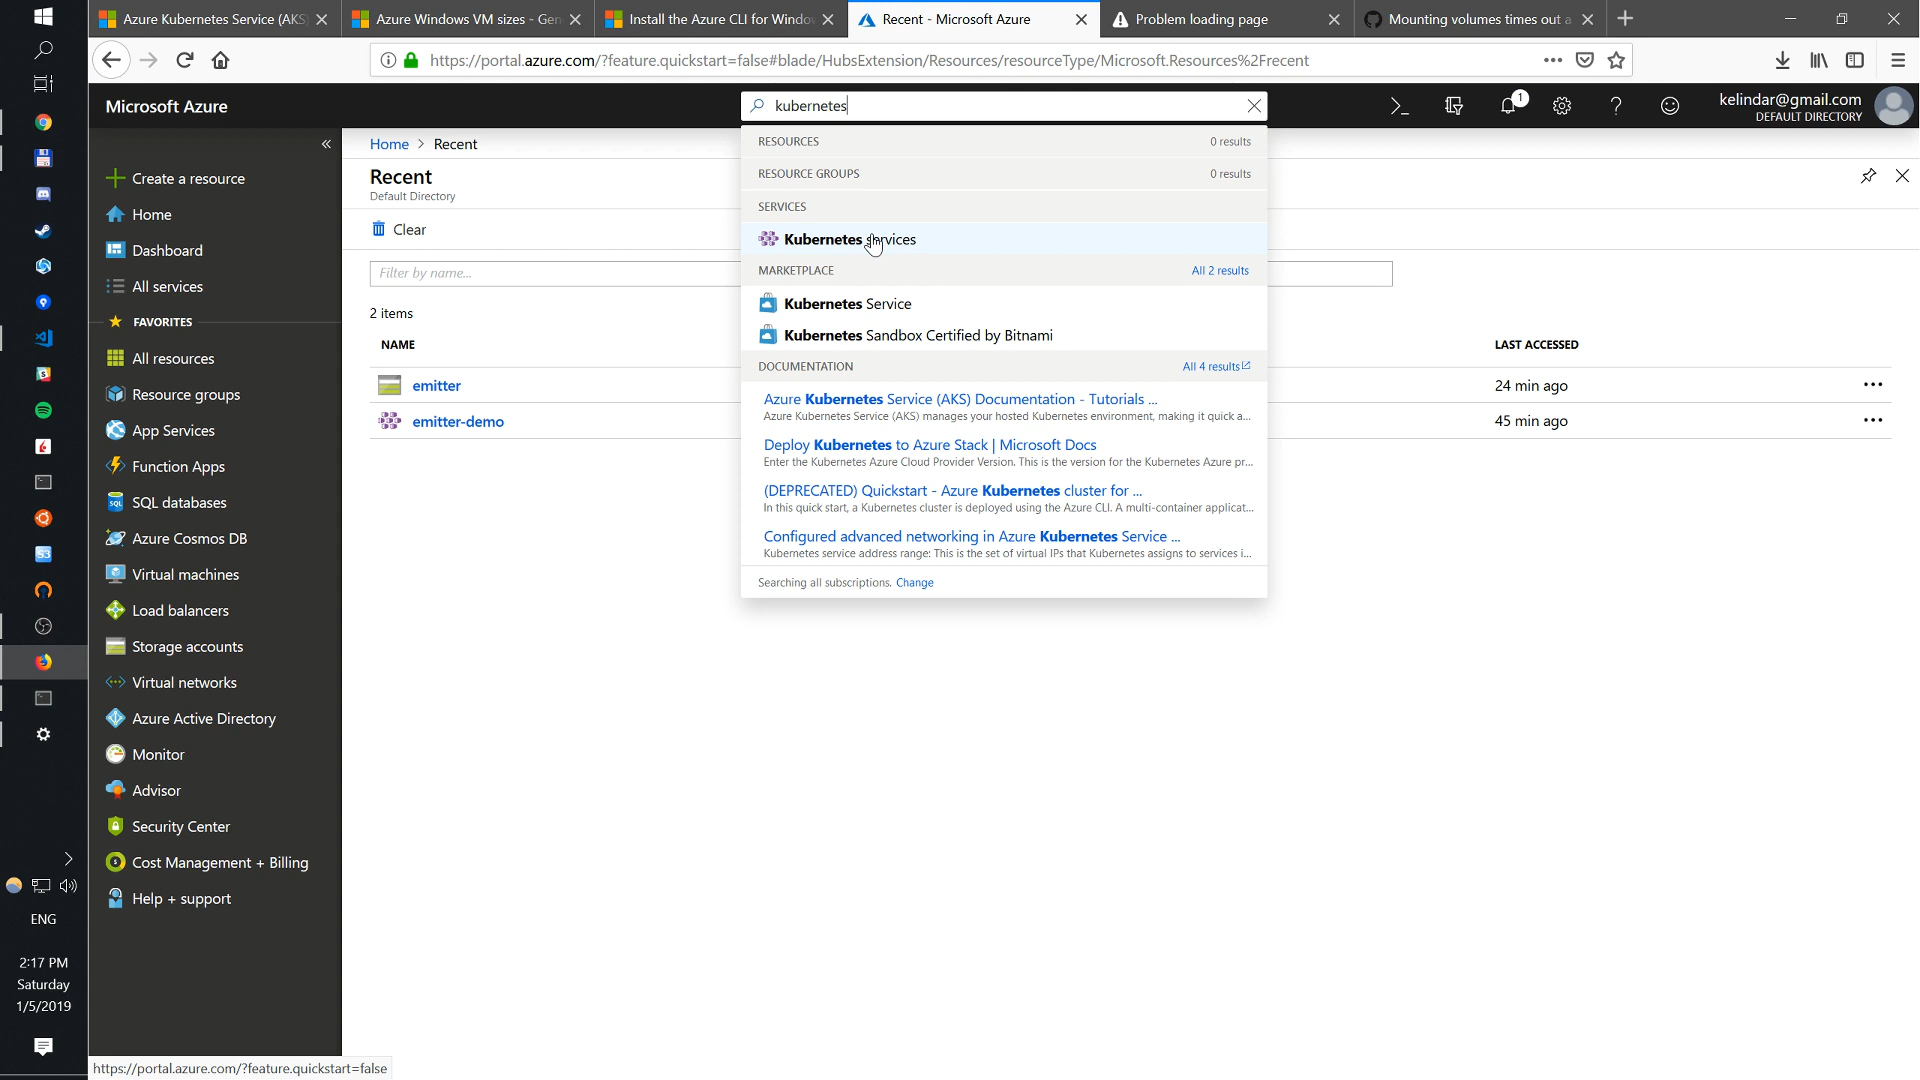 Azure Kubernetes Service (AKS
Azure Windows VM sizes - Gen
Install the Azure CLI for Windo
Recent - Microsoft Azure
Problem loading page
Mounting volumes times out a
https://portal.azure.com/?feature.quickstart=false#blade/HubsExtension/Resources/resourceType/Microsoft.Resources%2Frecent
Microsoft Azure
kubernetes
1
kelindar@gmail.com
DEFAULT DIRECTORY
Create a resource
Home
Dashboard
All services
FAVORITES
All resources
Resource groups
App Services
Function Apps
SQL databases
Azure Cosmos DB
Virtual machines
Load balancers
Storage accounts
Virtual networks
Azure Active Directory
Monitor
Advisor
Security Center
Cost Management + Billing
Help + support
Home > Recent
Recent
Default Directory
Clear
Filter by name...
2 items
NAME
LAST ACCESSED
emitter
24 min ago
emitter-demo
45 min ago
RESOURCES 0 results
RESOURCE GROUPS 0 results
SERVICES
Kubernetes services
MARKETPLACE All 2 results
Kubernetes Service
Kubernetes Sandbox Certified by Bitnami
DOCUMENTATION All 4 results
Azure Kubernetes Service (AKS) Documentation - Tutorials ...
Azure Kubernetes Service (AKS) manages your hosted Kubernetes environment, making it quick a...
Deploy Kubernetes to Azure Stack | Microsoft Docs
Enter the Kubernetes Azure Cloud Provider Version. This is the version for the Kubernetes Azure pr...
(DEPRECATED) Quickstart - Azure Kubernetes cluster for ...
In this quick start, a Kubernetes cluster is deployed using the Azure CLI. A multi-container applicat...
Configured advanced networking in Azure Kubernetes Service ...
Kubernetes service address range: This is the set of virtual IPs that Kubernetes assigns to services i...
Searching all subscriptions. Change
ENG
2:17 PM
Saturday
1/5/2019
https://portal.azure.com/?feature.quickstart=false